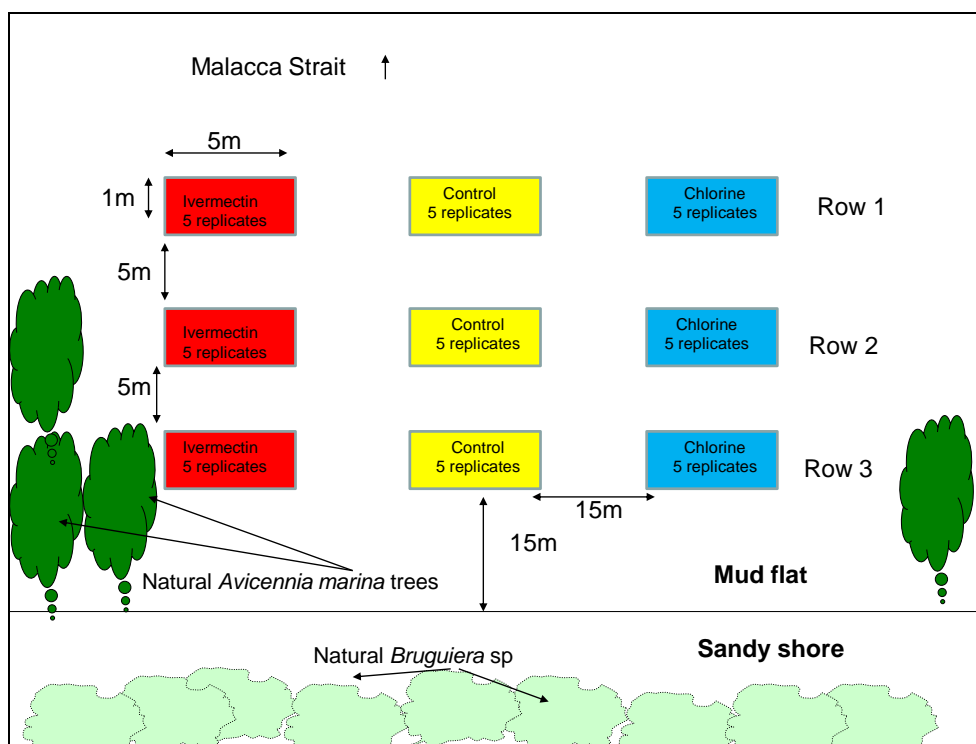 Malacca Strait
5m
1m
Ivermectin
5 replicates
Control
5 replicates
Chlorine
5 replicates
Row 1
5m
Ivermectin
5 replicates
Control
5 replicates
Chlorine
5 replicates
Row 2
5m
Ivermectin
5 replicates
Control
5 replicates
Chlorine
5 replicates
Row 3
15m
15m
Natural Avicennia marina trees
Mud flat
Natural Bruguiera sp
Sandy shore